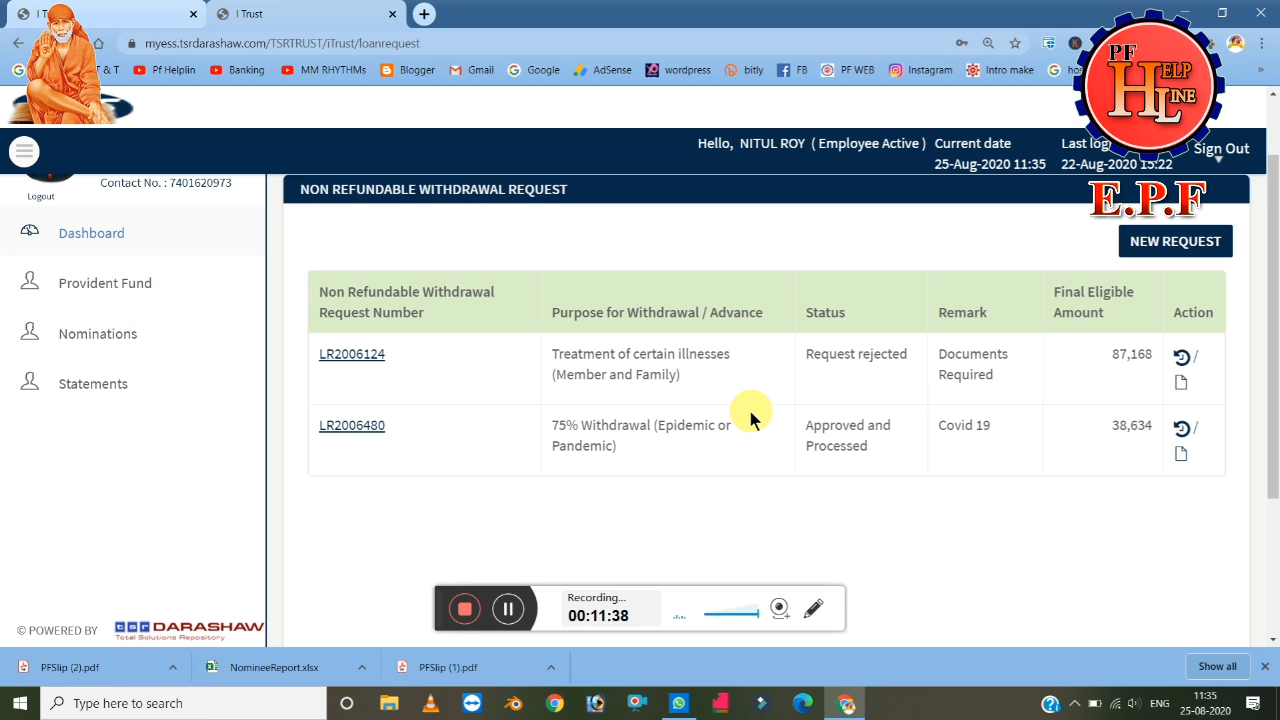 I T
I Trust
myess.tsrdarashaw.com/TSRTRUST/iTrust/loanrequest
T & T
Pf Helplin
Banking
MM RHYTHMs
Blogger
Gmail
Google
AdSense
wordpress
bitly
FB
PF WEB
Instagram
Intro make
PF
HELP
LINE
E.P.F
Hello, NITUL ROY ( Employee Active )
Current date
25-Aug-2020 11:35
Last log
22-Aug-2020 15:22
Sign Out
Contact No. : 7401620973
Logout
Dashboard
Provident Fund
Nominations
Statements
NON REFUNDABLE WITHDRAWAL REQUEST
NEW REQUEST
Non Refundable Withdrawal
Request Number
Purpose for Withdrawal / Advance
Status
Remark
Final Eligible
Amount
Action
LR2006124
Treatment of certain illnesses
(Member and Family)
Request rejected
Documents
Required
87,168
/
LR2006480
75% Withdrawal (Epidemic or
Pandemic)
Approved and
Processed
Covid 19
38,634
/
Recording...
00:11:38
© POWERED BY
TSR DARASHAW
Total Solutions Repository
PFSlip (2).pdf
NomineeReport.xlsx
PFSlip (1).pdf
Show all
Type here to search
ENG
11:35
25-08-2020